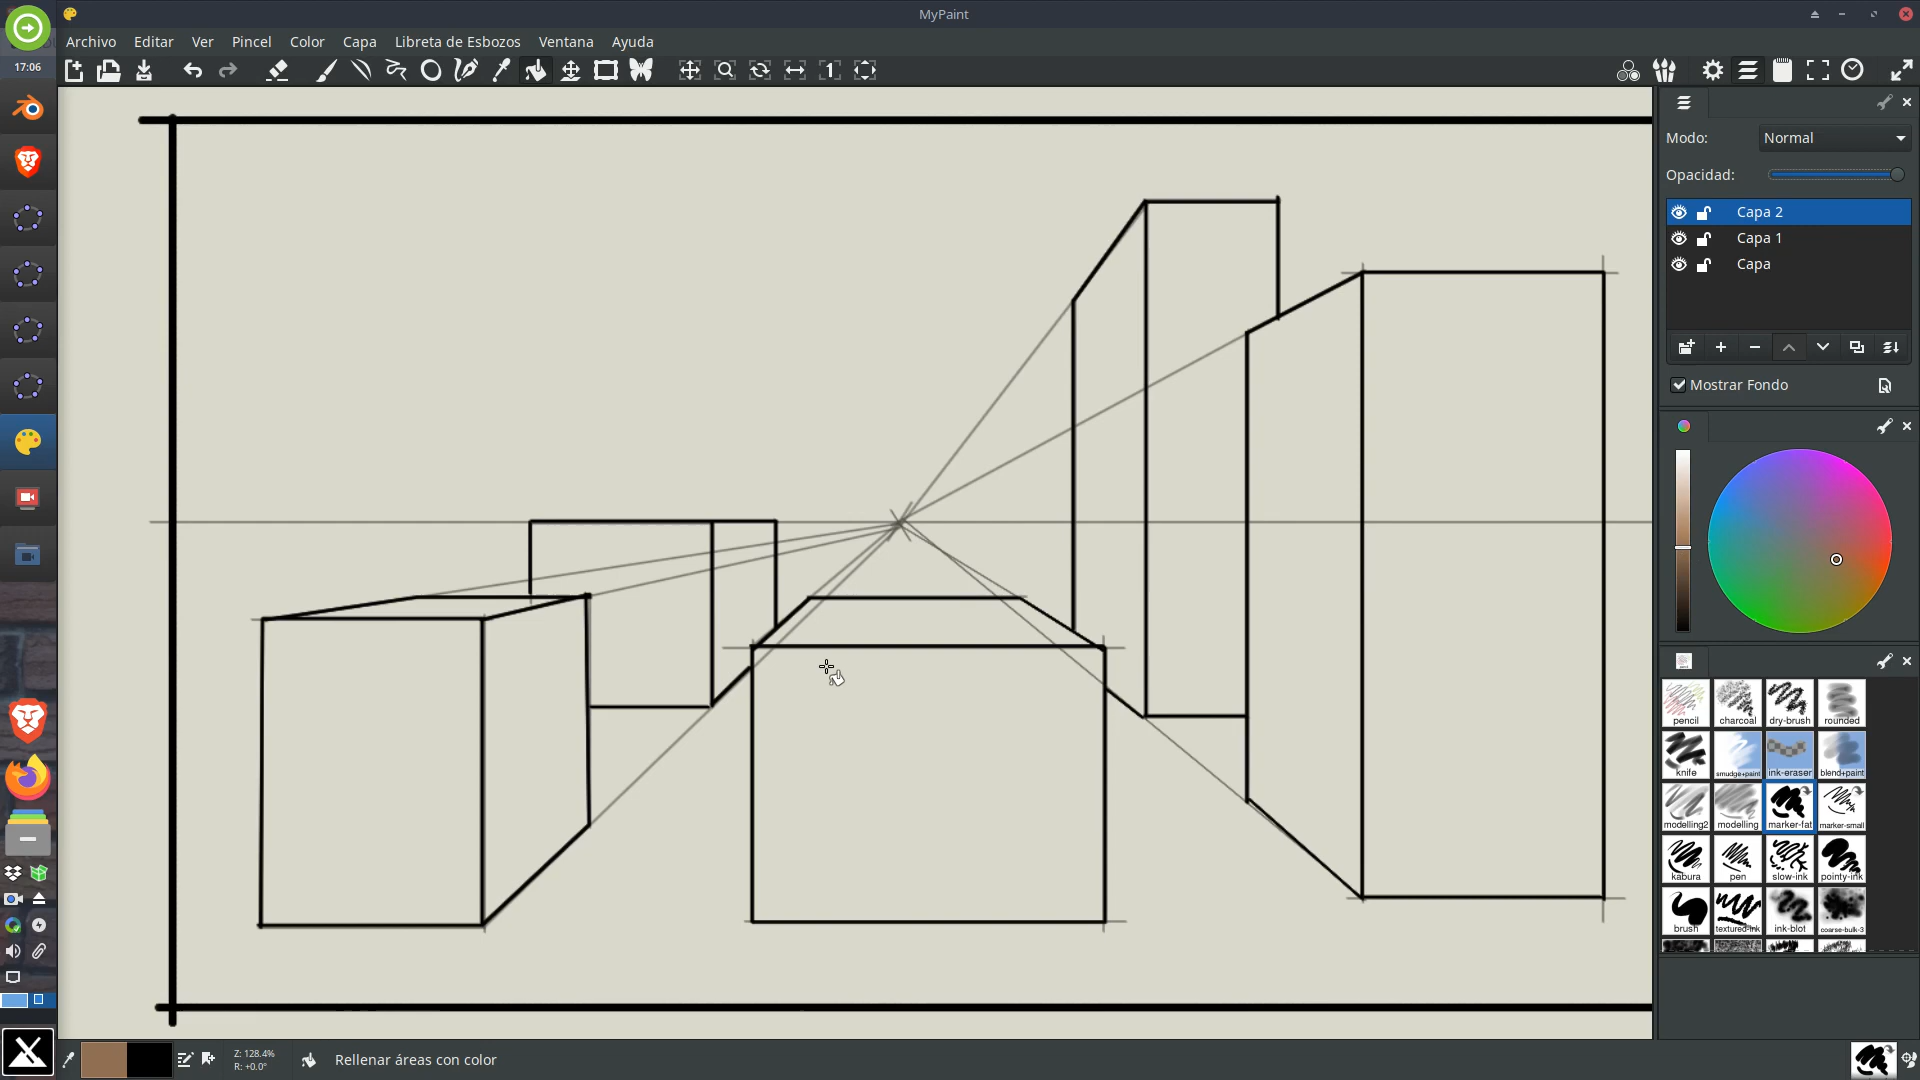 MyPaint
Archivo Editar Ver Pincel Color Capa Libreta de Esbozos Ventana Ayuda
17:06
Modo: Normal
Opacidad:
Capa 2
Capa 1
Capa
Mostrar Fondo
pencil charcoal dry-brush rounded
knife smudge+paint ink-eraser blend+paint
modelling2 modelling marker-fat marker-small
kabura pen slow-ink pointy-ink
brush textured-ink ink-blot coarse-bulk-3
Z: 128.4%
R: +0.0°
Rellenar áreas con color